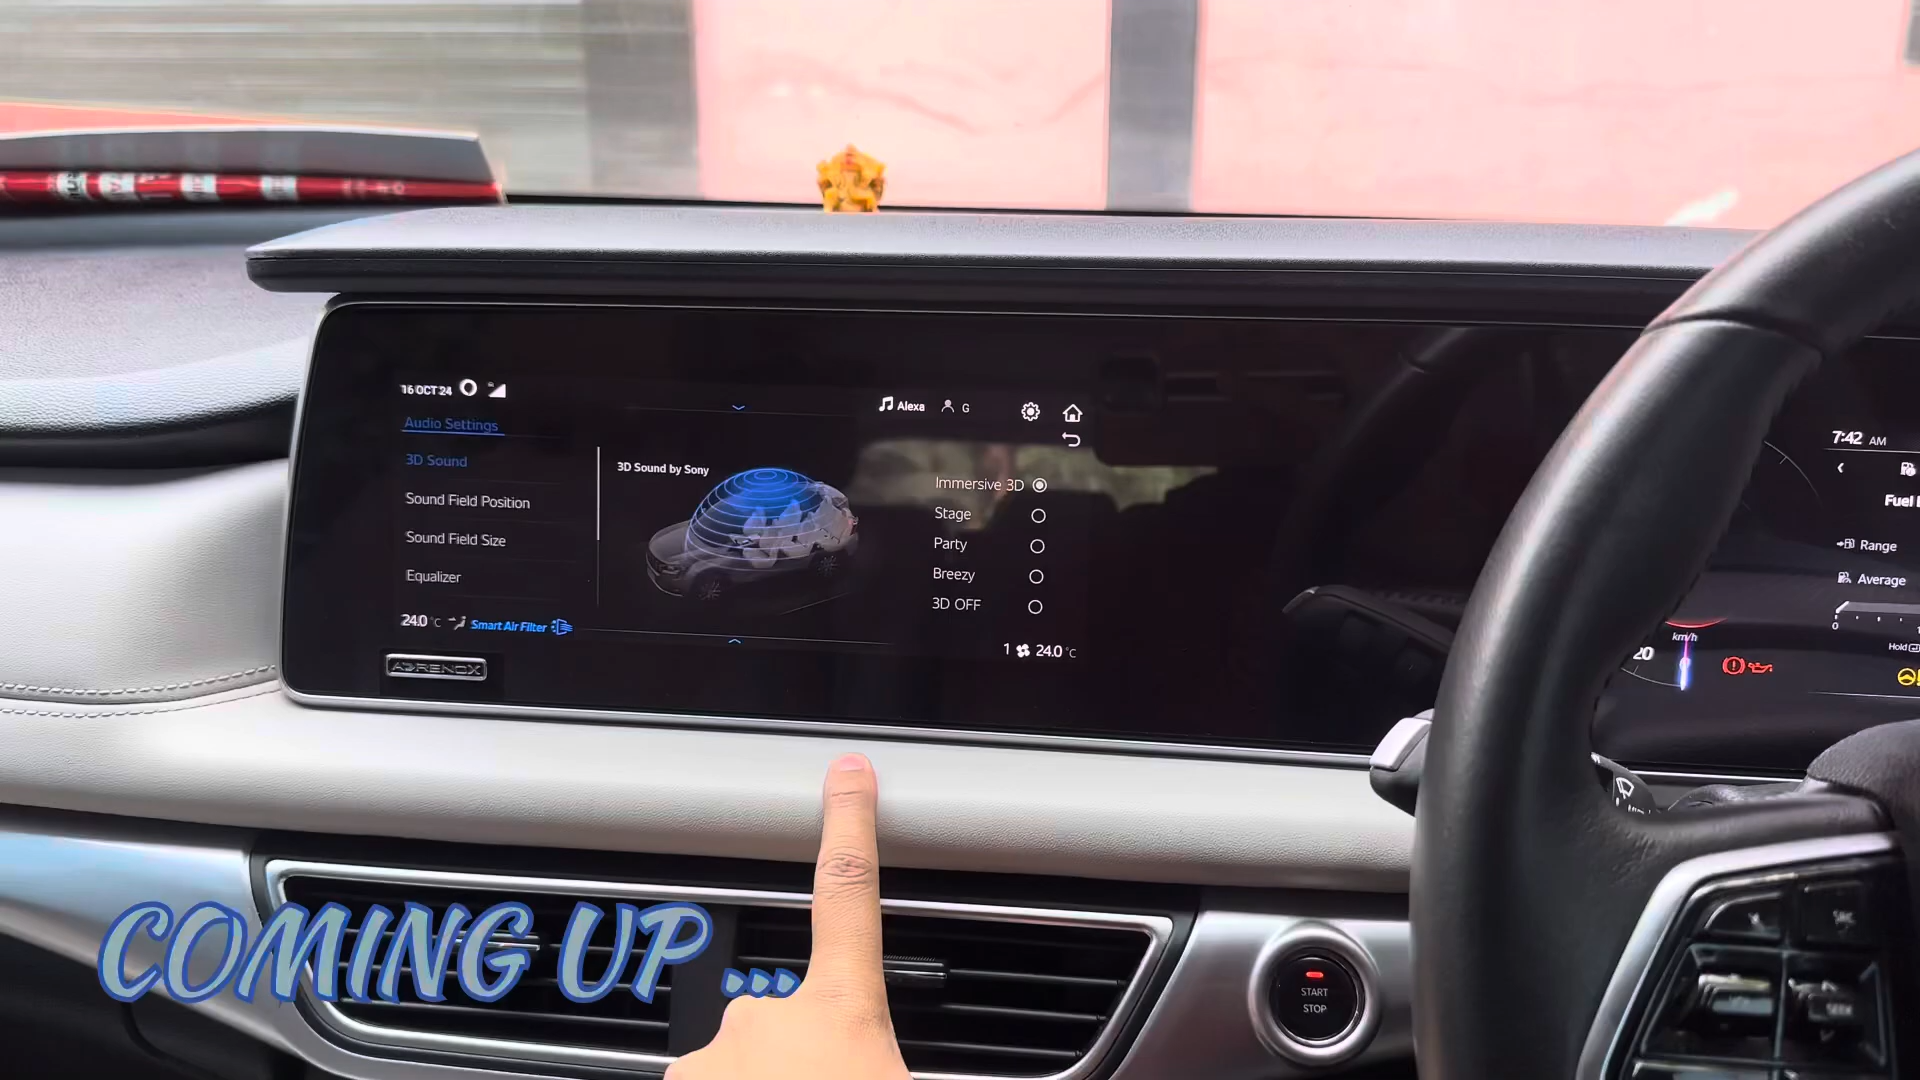 16 OCT 24
Alexa
G
Audio Settings
3D Sound
Sound Field Position
Sound Field Size
Equalizer
3D Sound by Sony
Immersive 3D
Stage
Party
Breezy
3D OFF
24.0 °C
Smart Air Filter
1
24.0 °C
ADRENOX
7:42 AM
Fuel
Range
Average
0
Hold
km/h
20
START
STOP
COMING UP ...